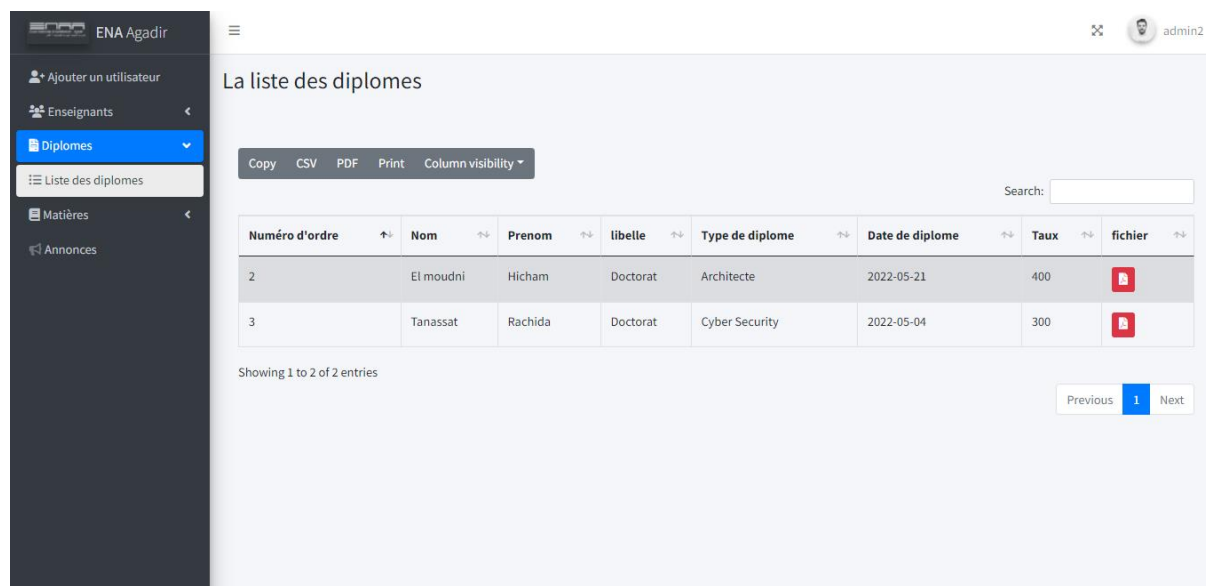 ENA Agadir
admin2
Ajouter un utilisateur
Enseignants
Diplomes
Liste des diplomes
Matières
Annonces
La liste des diplomes
Copy CSV PDF Print Column visibility
Search:
Numéro d'ordre Nom Prenom libelle Type de diplome Date de diplome Taux fichier
2 El moudni Hicham Doctorat Architecte 2022-05-21 400
3 Tanassat Rachida Doctorat Cyber Security 2022-05-04 300
Showing 1 to 2 of 2 entries
Previous 1 Next